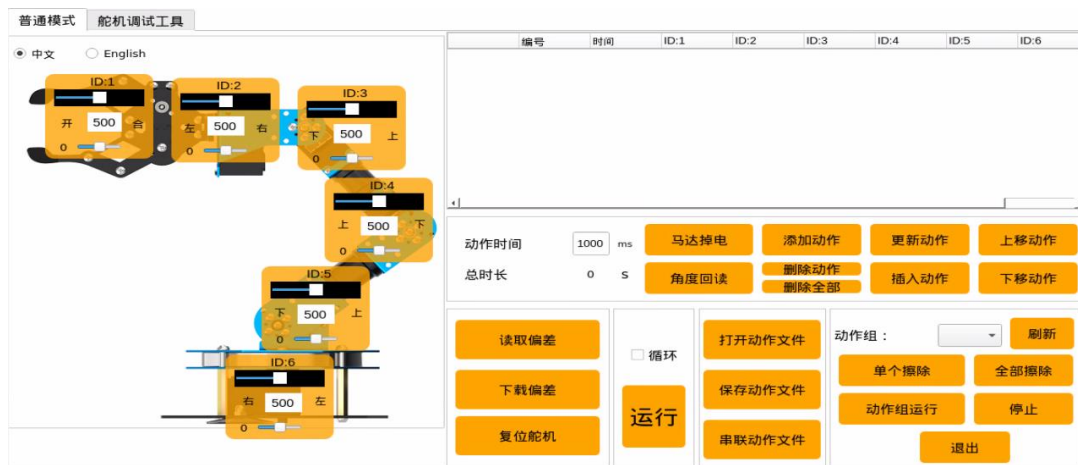 普通模式 舵机调试工具
中文 English
编号 时间 ID:1 ID:2 ID:3 ID:4 ID:5 ID:6
ID:1
开 500 合
0
ID:2
左 500 右
0
ID:3
下 500 上
0
ID:4
上 500 下
0
ID:5
下 500 上
0
ID:6
右 500 左
0
动作时间 1000 ms 马达掉电 添加动作 更新动作 上移动作
总时长 0 S 角度回读 删除动作 插入动作 下移动作
删除全部
读取偏差
下载偏差
复位舵机
循环
运行
打开动作文件
保存动作文件
串联动作文件
动作组： 刷新
单个擦除 全部擦除
动作组运行 停止
退出